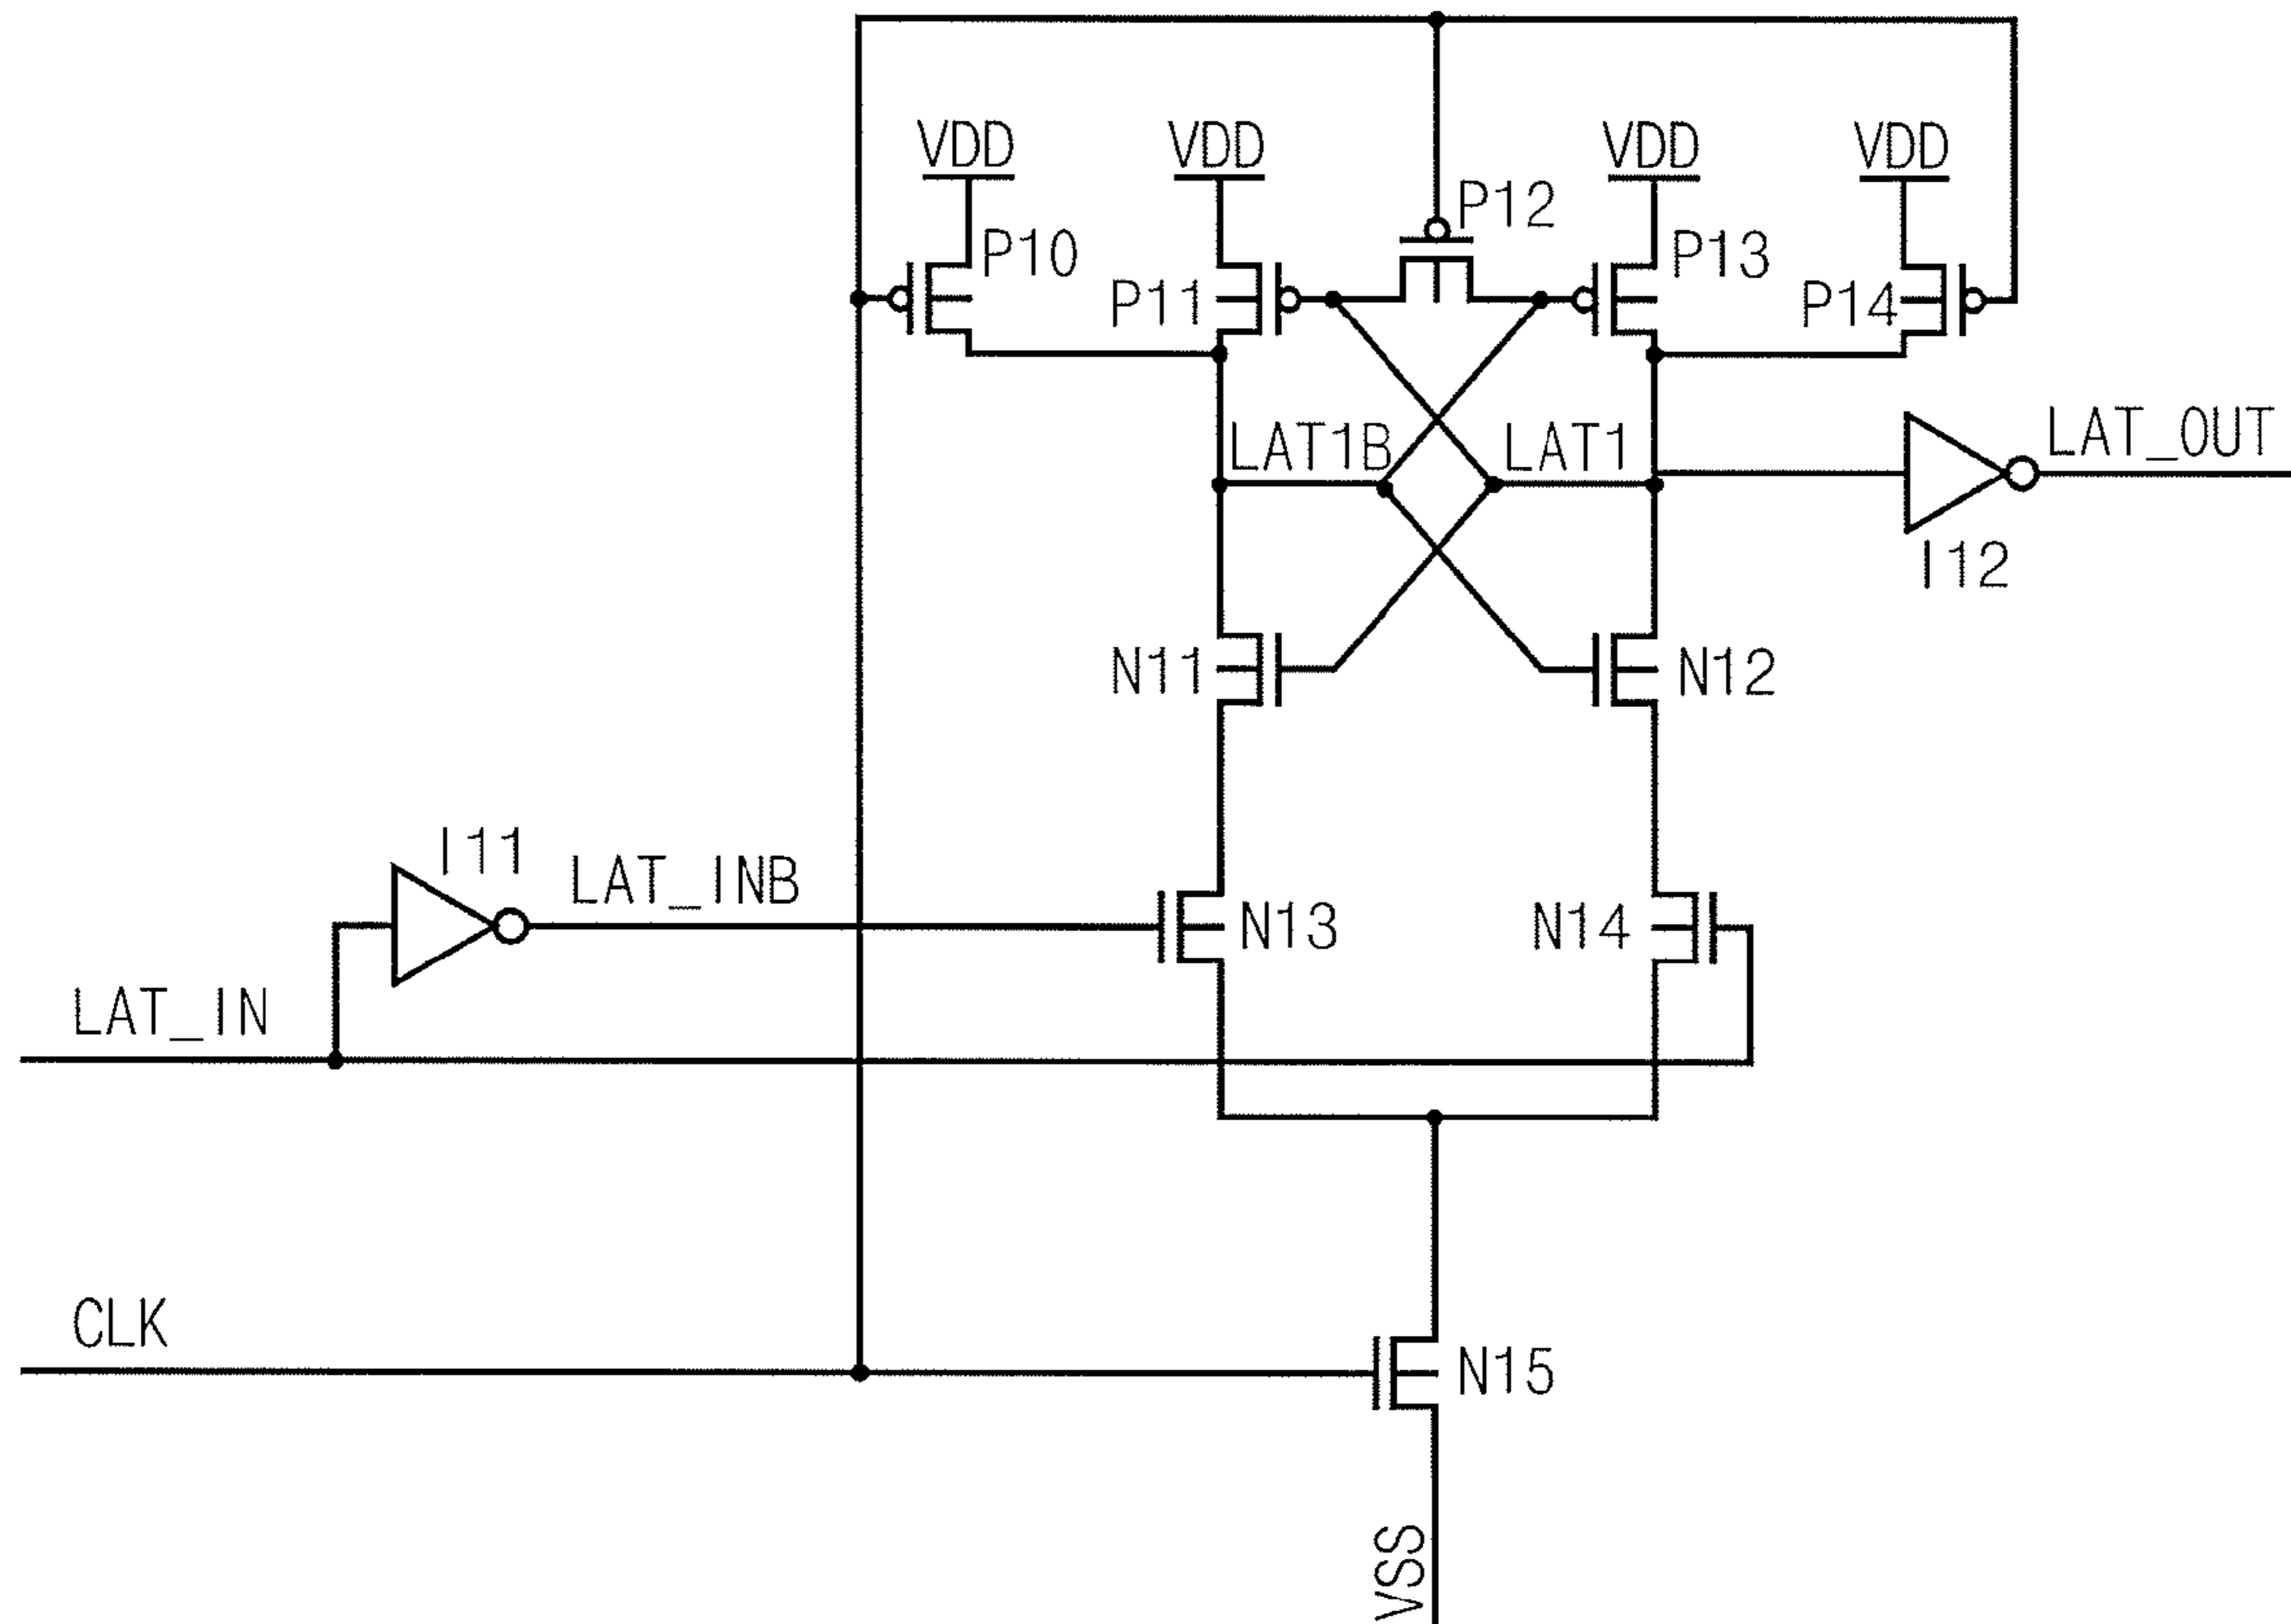 VDD
VDD
VDD
VDD
P12
P10
P11
P13
P14
LAT1B
LAT1
LAT_OUT
I12
N11
N12
I11
LAT_INB
N13
N14
LAT_IN
CLK
N15
VSS